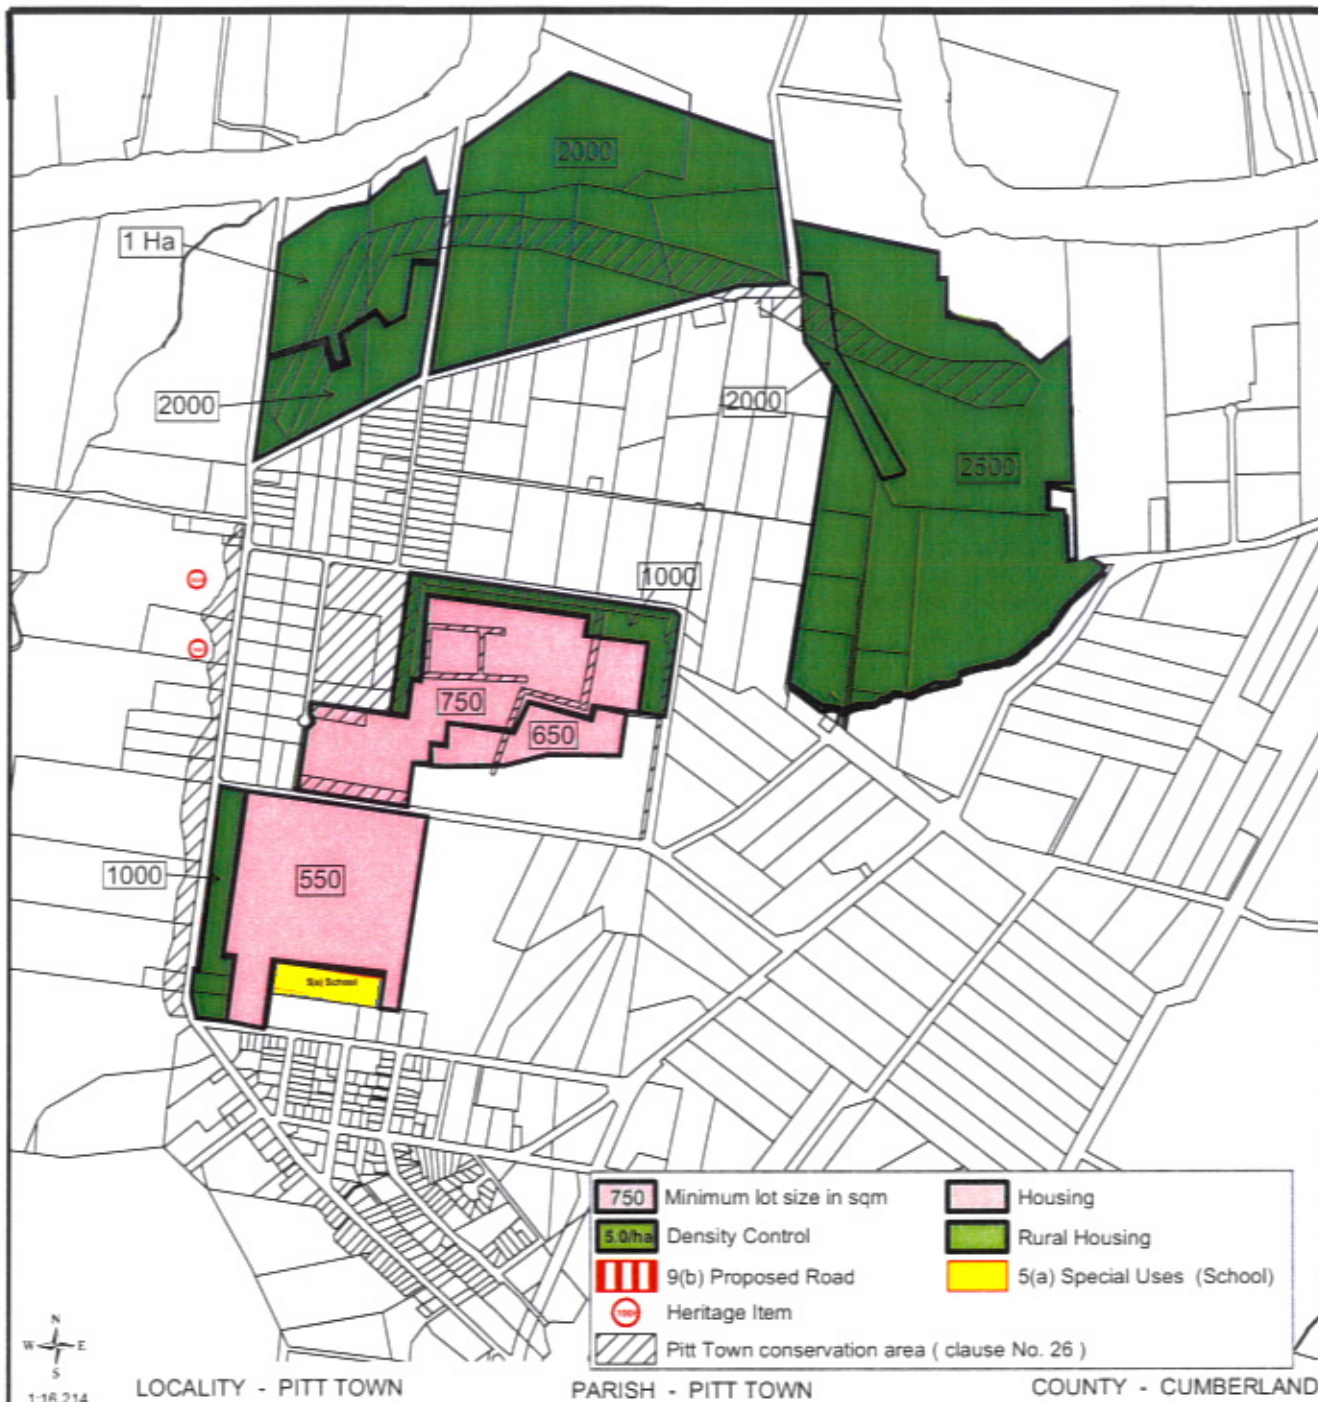 2000
1 Ha
2000
2000
2500
1000
750
650
1000
550
5(a) School
750 Minimum lot size in sqm
Housing
5.0/ha Density Control
Rural Housing
9(b) Proposed Road
5(a) Special Uses (School)
Heritage Item
Pitt Town conservation area ( clause No. 26 )
N
W E
S
1:16,214
LOCALITY - PITT TOWN
PARISH - PITT TOWN
COUNTY - CUMBERLAND